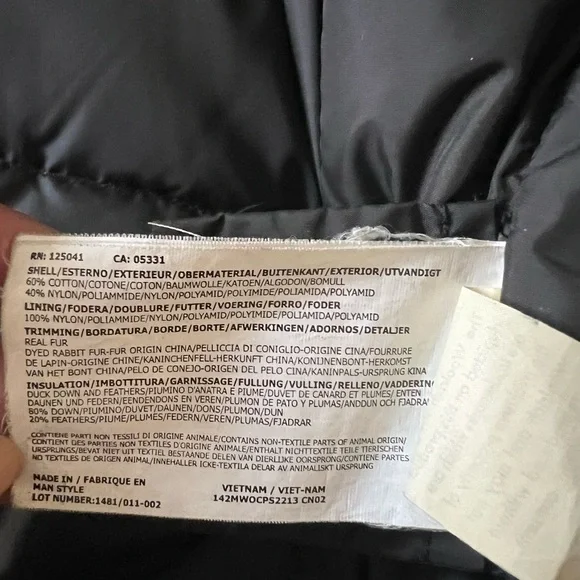 RN: 125041 CA: 05331
SHELL/ESTERNO/EXTERIEUR/OBERMATERIAL/BUITENKANT/EXTERIOR/UTVANDIGT
60% COTTON/COTONE/COTON/BAUMWOLLE/KATOEN/ALGODON/BOMULL
40% NYLON/POLIAMMIDE/NYLON/POLYAMID/POLYIMIDE/POLIAMIDA/POLYAMID
LINING/FODERA/DOUBLURE/FUTTER/VOERING/FORRO/FODER
100% NYLON/POLIAMMIDE/NYLON/POLYAMID/POLYIMIDE/POLIAMIDA/POLYAMID
TRIMMING/BORDATURA/BORDE/BORTE/AFWERKINGEN/ADORNOS/DETALJER
REAL FUR
DYED RABBIT FUR-FUR ORIGIN CHINA/PELLICCIA DI CONIGLIO-ORIGINE CINA/FOURRURE
DE LAPIN-ORIGINE CHINE/KANINCHENFELL-HERKUNFT CHINA/KONIJNENBONT-HERKOMST
VAN HET BONT CHINA/PELO DE CONEJO-ORIGEN DEL PELO CINA/KANINPALS-URSPRUNG KINA
INSULATION/IMBOTTITURA/GARNISSAGE/FULLUNG/VULLING/RELLENO/VADDERIN
DUCK DOWN AND FEATHERS/PIUMINO D'ANATRA E PIUME/DUVET DE CANARD ET PLUMES/ENTEN
DAUNEN UND FEDERN/EENDENDONS EN VEREN/PLUMON DE PATO Y PLUMAS/ANDDUN OCH FJADRAR
80% DOWN/PIUMINO/DUVET/DAUNEN/DONS/PLUMON/DUN
20% FEATHERS/PIUME/PLUMES/FEDERN/VEREN/PLUMAS/FJADRAR
CONTIENE PARTI NON TESSILI DI ORIGINE ANIMALE/CONTAINS NON-TEXTILE PARTS OF ANIMAL ORIGIN/
CONTIENT DES PARTIES NON TEXTILES D'ORIGINE ANIMALE/ENTHALT NICHTTEXTILE TEILE TIERISCHEN
URSPRUNGS/BEVAT NIET UIT TEXTIEL BESTAANDE DELEN VAN DIERLIJKE OORSPRONG/CONTIENE PARTES
NO TEXTILES DE ORIGEN ANIMAL/INNEHALLER ICKE-TEXTILA DELAR AV ANIMALISKT URSPRUNG
MADE IN / FABRIQUE EN VIETNAM / VIET-NAM
MAN STYLE 142MWOCPS2213 CN02
LOT NUMBER:1481/011-002